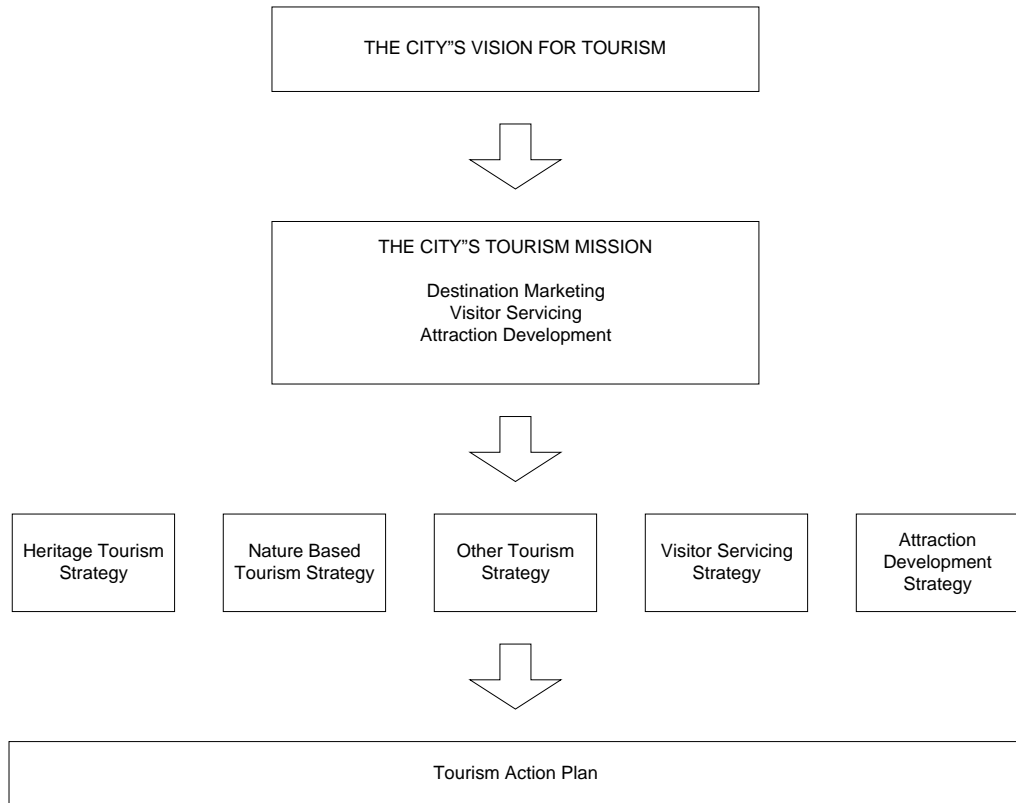 THE CITY"S VISION FOR TOURISM
THE CITY"S TOURISM MISSION
Destination Marketing
Visitor Servicing
Attraction Development
Heritage Tourism
Strategy
Nature Based
Tourism Strategy
Other Tourism
Strategy
Visitor Servicing
Strategy
Attraction
Development
Strategy
Tourism Action Plan